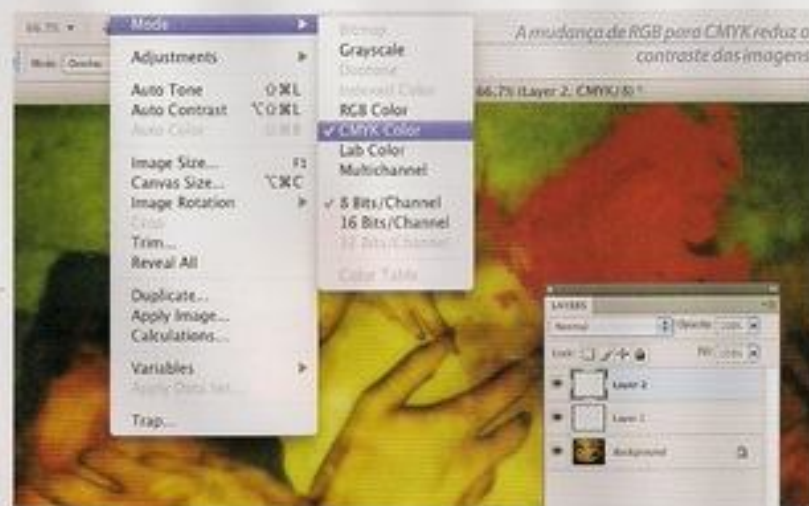 A mudança de RGB para CMYK reduz o
contraste das imagens
66.7%
Mode
Adjustments
Auto Tone ⇧⌘L
Auto Contrast ⌥⇧⌘L
Auto Color ⇧⌘B
Image Size...
Canvas Size... ⌥⌘C
Image Rotation
Crop
Trim...
Reveal All
Duplicate...
Apply Image...
Calculations...
Variables
Apply Data Set...
Trap...
Bitmap
Grayscale
Duotone
Indexed Color
RGB Color
✓ CMYK Color
Lab Color
Multichannel
✓ 8 Bits/Channel
16 Bits/Channel
32 Bits/Channel
Color Table
Mode:
66.7% (Layer 2, CMYK/8) *
LAYERS
Normal Opacity: 100%
Lock: Fill: 100%
Layer 2
Layer 1
Background